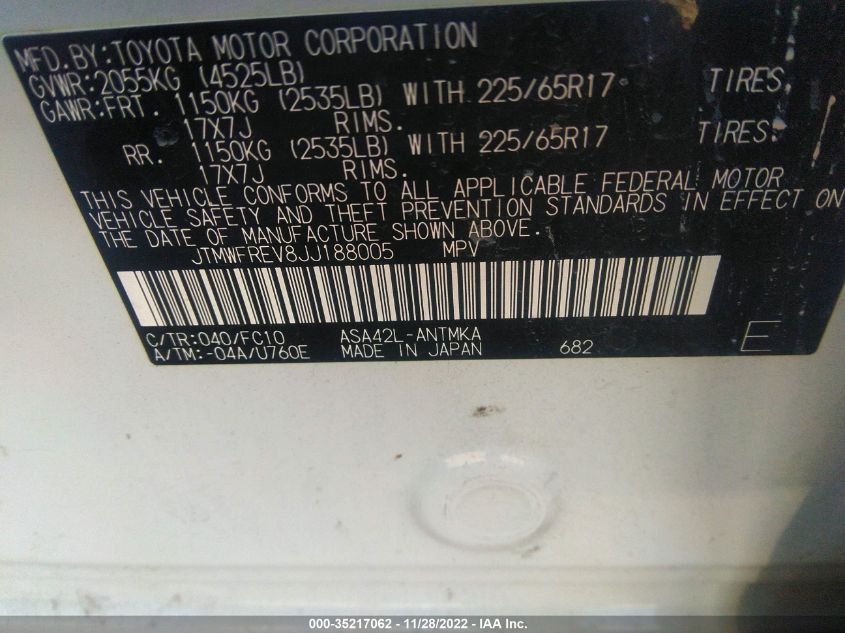 MFD.BY:TOYOTA MOTOR CORPORATION
GVWR:2055KG (4525LB)
GAWR:FRT. 1150KG (2535LB) WITH 225/65R17 TIRES,
17X7J RIMS.
RR. 1150KG (2535LB) WITH 225/65R17 TIRES:
17X7J RIMS.
THIS VEHICLE CONFORMS TO ALL APPLICABLE FEDERAL MOTOR
VEHICLE SAFETY AND THEFT PREVENTION STANDARDS IN EFFECT ON
THE DATE OF MANUFACTURE SHOWN ABOVE.
JTMWFREV8JJ188005 MPV
C/TR:040/FC10 ASA42L-ANTMKA
A/TM:-04A/U760E MADE IN JAPAN 682 E
000-35217062 - 11/28/2022 - IAA Inc.